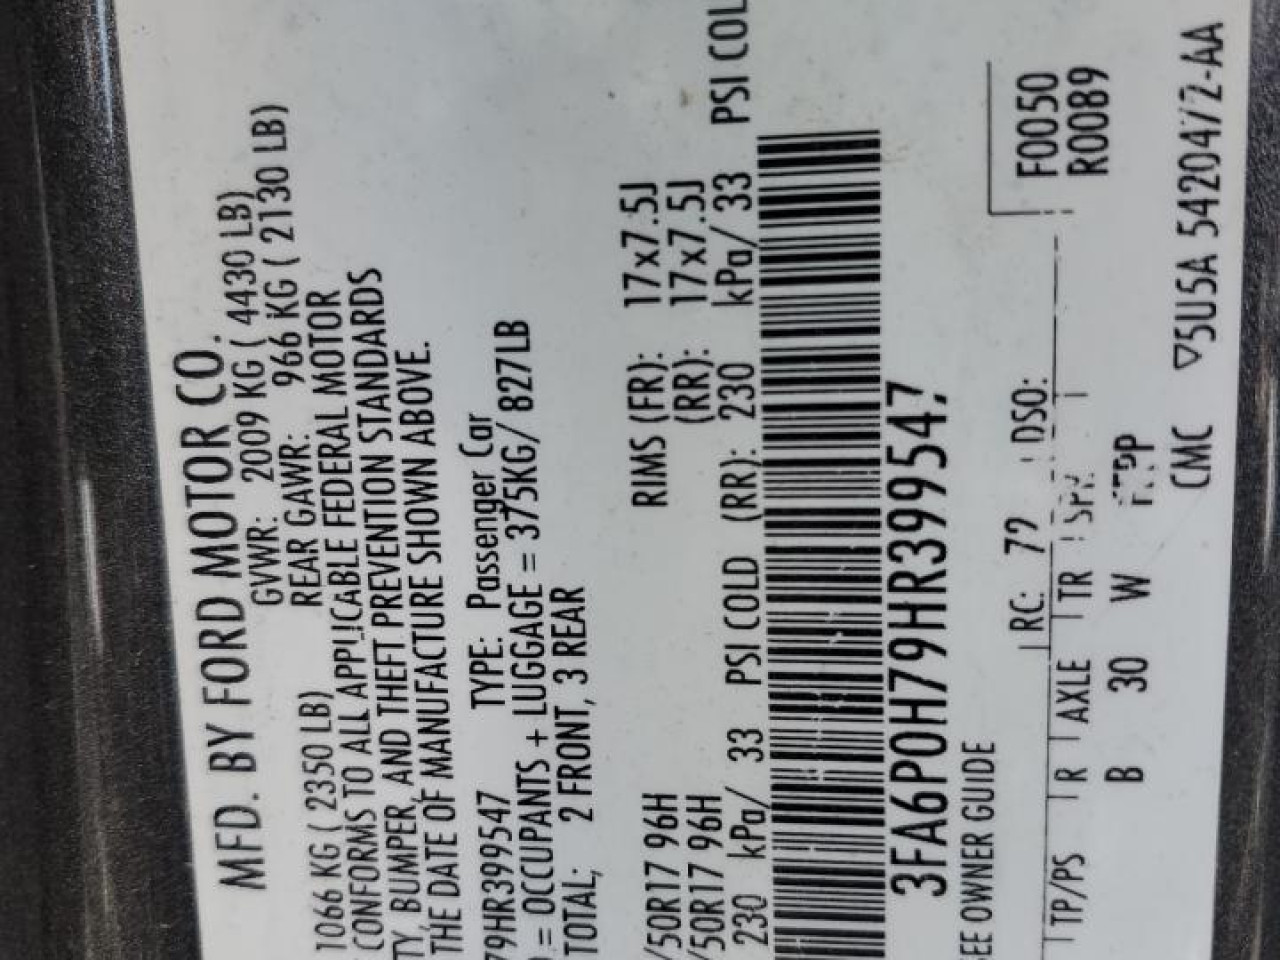 MFD. BY FORD MOTOR CO.
GVWR: 2009 KG ( 4430 LB)
1066 KG ( 2350 LB) REAR GAWR: 966 KG ( 2130 LB)
CONFORMS TO ALL APPLICABLE FEDERAL MOTOR
TY, BUMPER, AND THEFT PREVENTION STANDARDS
THE DATE OF MANUFACTURE SHOWN ABOVE.
79HR399547 TYPE: Passenger Car
= OCCUPANTS + LUGGAGE = 375KG/ 827LB
TOTAL; 2 FRONT, 3 REAR
/50R17 96H RIMS (FR): 17x7.5J
/50R17 96H (RR): 17x7.5J
230 kPa/ 33 PSI COLD (RR): 230 kPa/ 33 PSI COL
3FA6P0H79HR399547
EE OWNER GUIDE
RC: 79 DSO: F0050
R0089
TP/PS R AXLE TR SPR
B 30 W
CMC ▽5U5A 5420472-AA